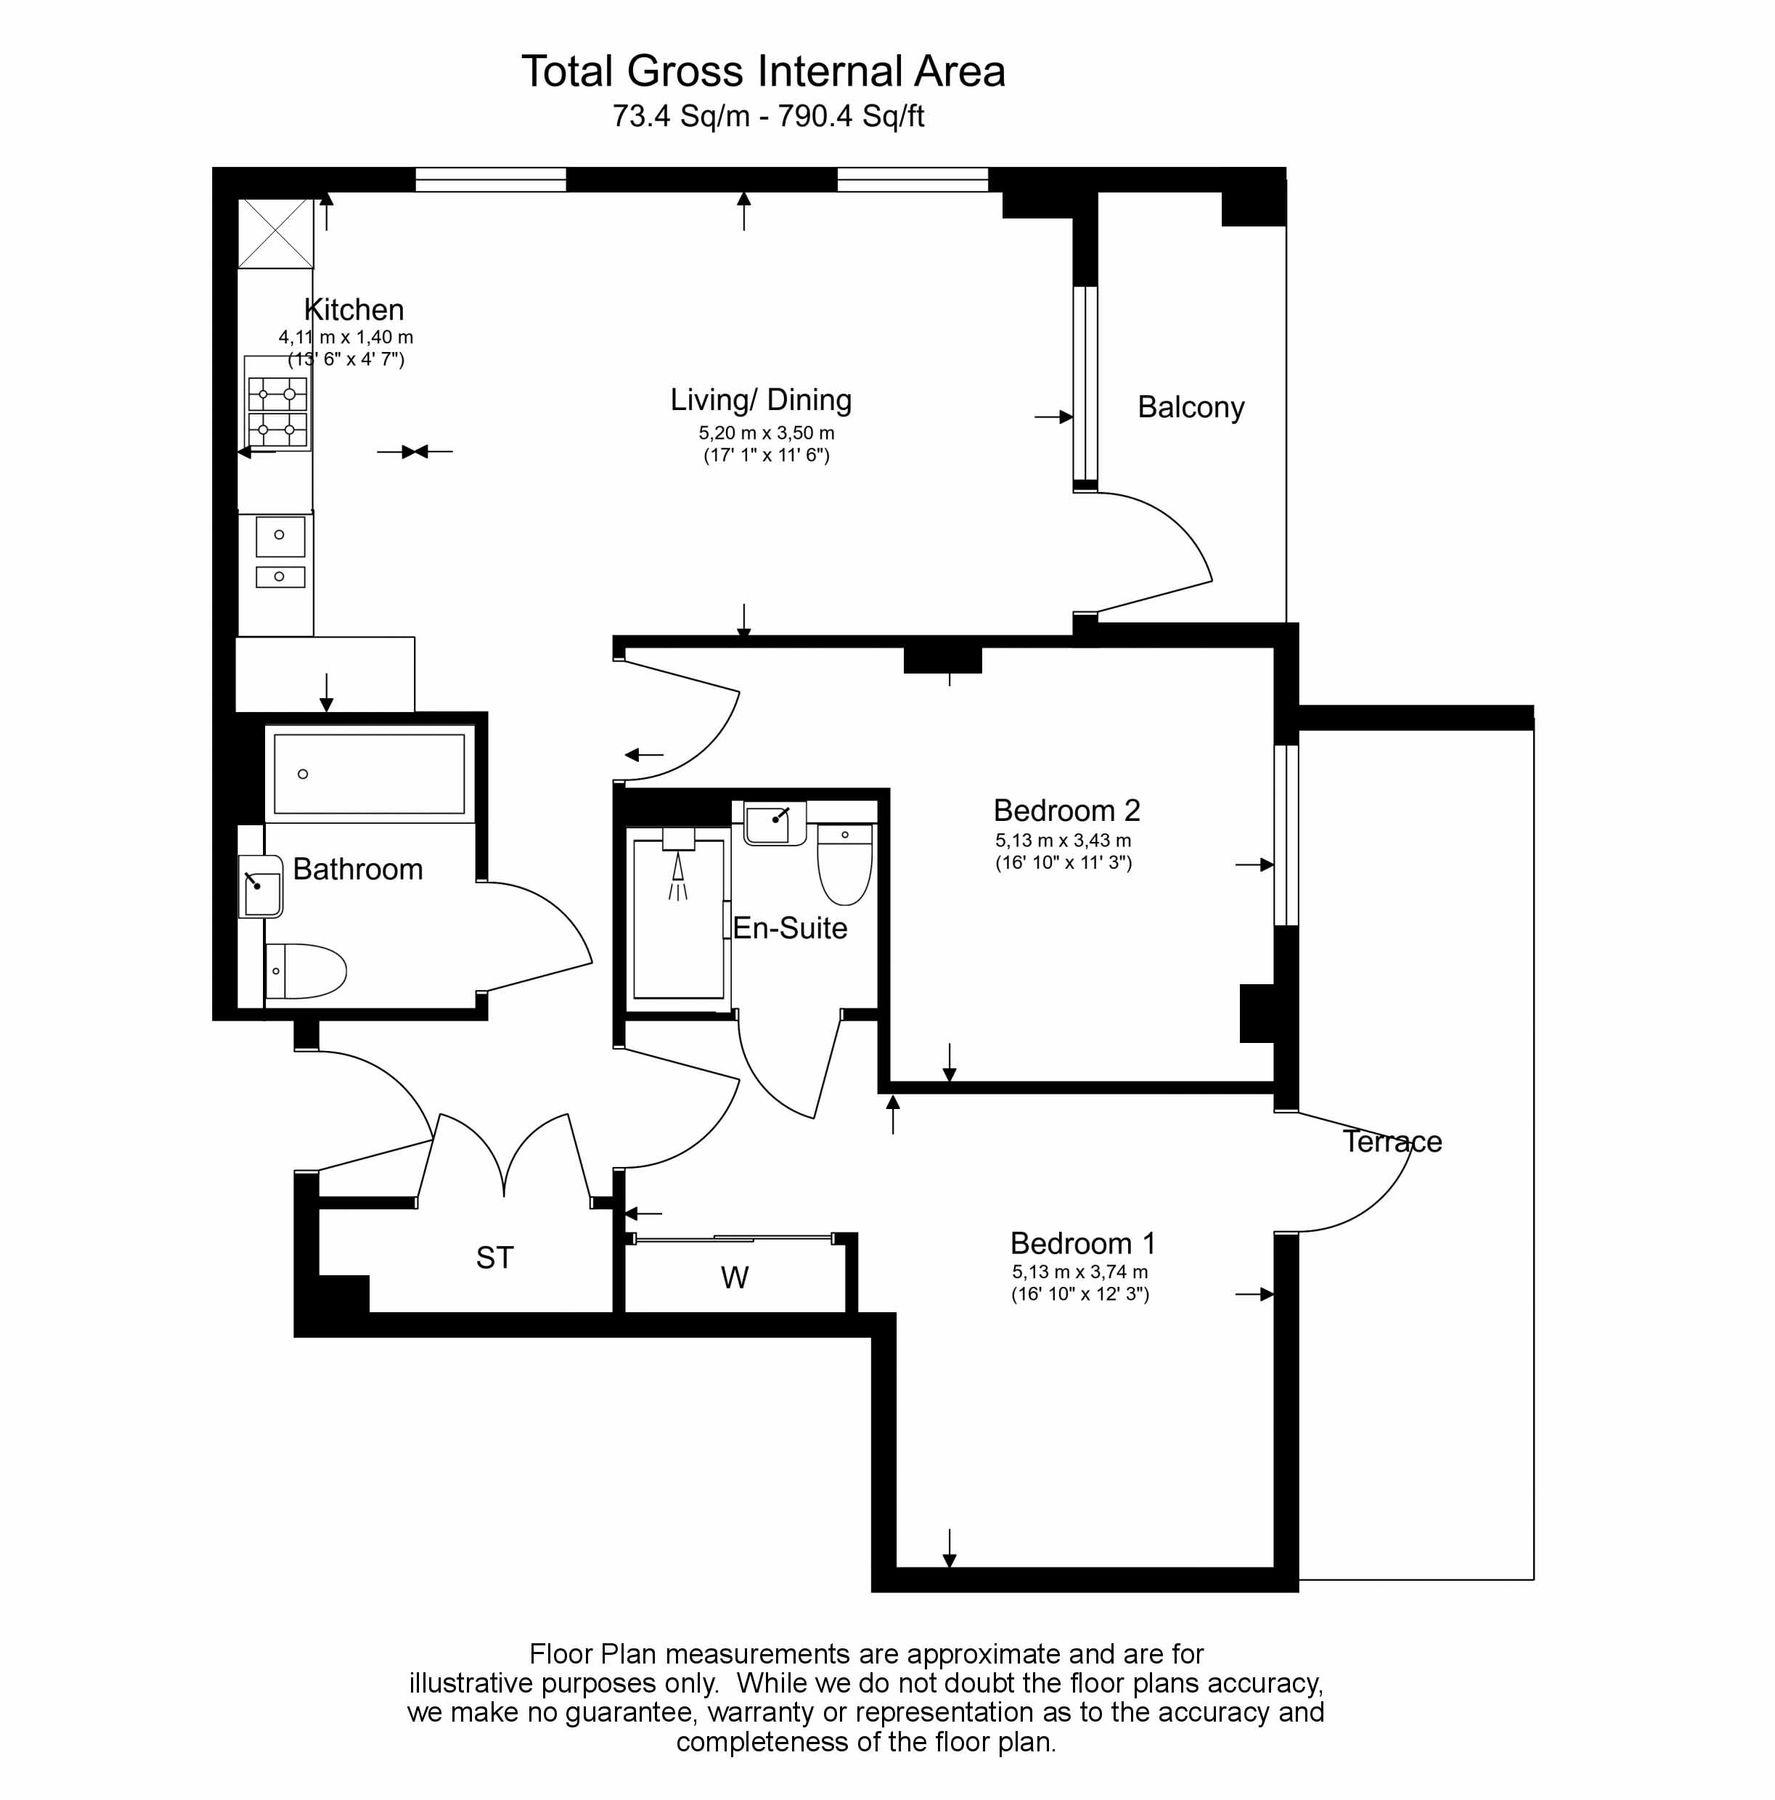 Total Gross Internal Area
73.4 Sq/m - 790.4 Sq/ft
Kitchen
4,11 m x 1,40 m
(13' 6" x 4' 7")
Living/ Dining
5,20 m x 3,50 m
(17' 1" x 11' 6")
Balcony
Bedroom 2
5,13 m x 3,43 m
(16' 10" x 11' 3")
Bathroom
En-Suite
Terrace
Bedroom 1
5,13 m x 3,74 m
(16' 10" x 12' 3")
ST
W
Floor Plan measurements are approximate and are for
illustrative purposes only.  While we do not doubt the floor plans accuracy,
we make no guarantee, warranty or representation as to the accuracy and
completeness of the floor plan.